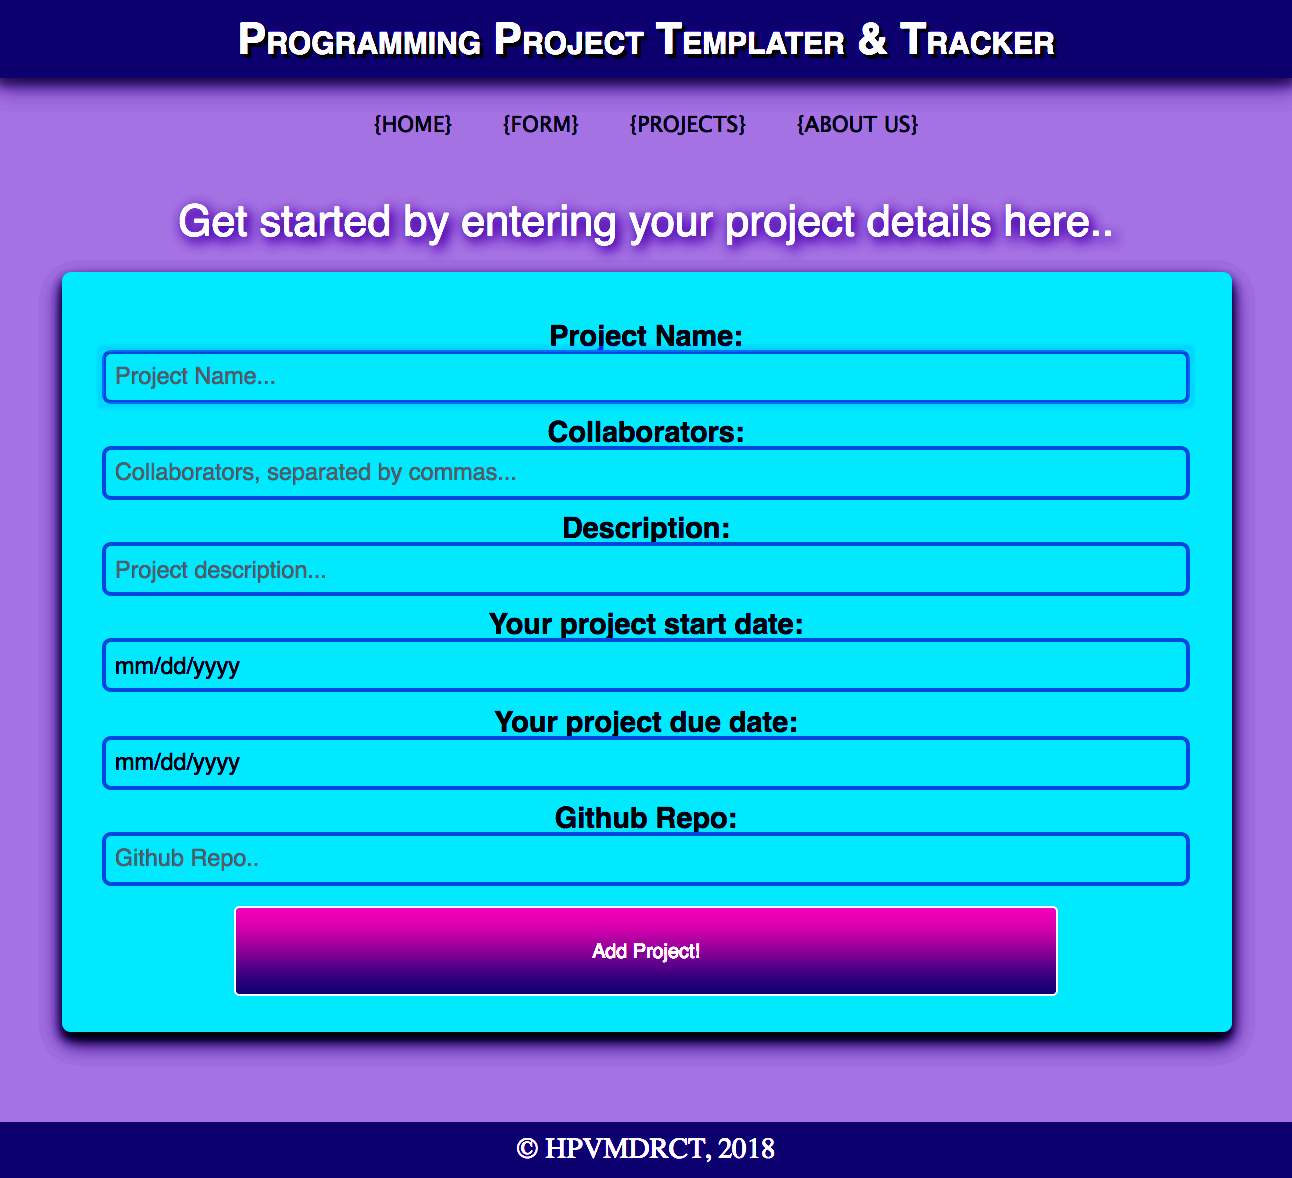 Programming Project Templater & Tracker
{HOME} {FORM} {PROJECTS} {ABOUT US}
Get started by entering your project details here..
Project Name:
Project Name...
Collaborators:
Collaborators, separated by commas...
Description:
Project description...
Your project start date:
mm/dd/yyyy
Your project due date:
mm/dd/yyyy
Github Repo:
Github Repo..
Add Project!
© HPVMDRCT, 2018